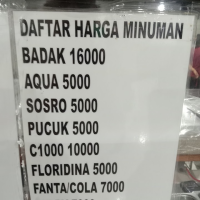 DAFTAR HARGA MINUMAN
BADAK 16000
AQUA 5000
SOSRO 5000
PUCUK 5000
C1000 10000
FLORIDINA 5000
FANTA/COLA 7000